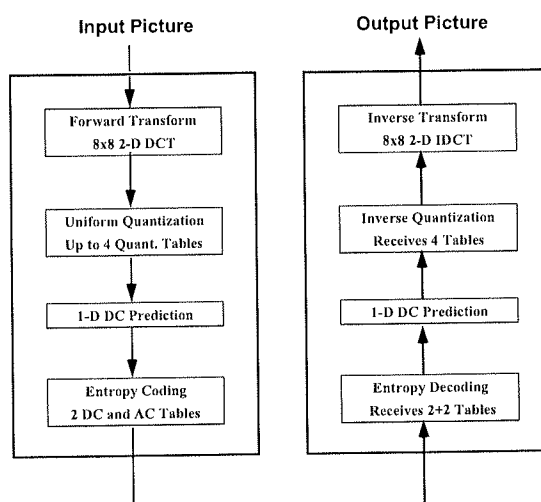 Input Picture
Forward Transform
8x8 2-D DCT
Uniform Quantization
Up to 4 Quant. Tables
1-D DC Prediction
Entropy Coding
2 DC and AC Tables
Output Picture
Inverse Transform
8x8 2-D IDCT
Inverse Quantization
Receives 4 Tables
1-D DC Prediction
Entropy Decoding
Receives 2+2 Tables